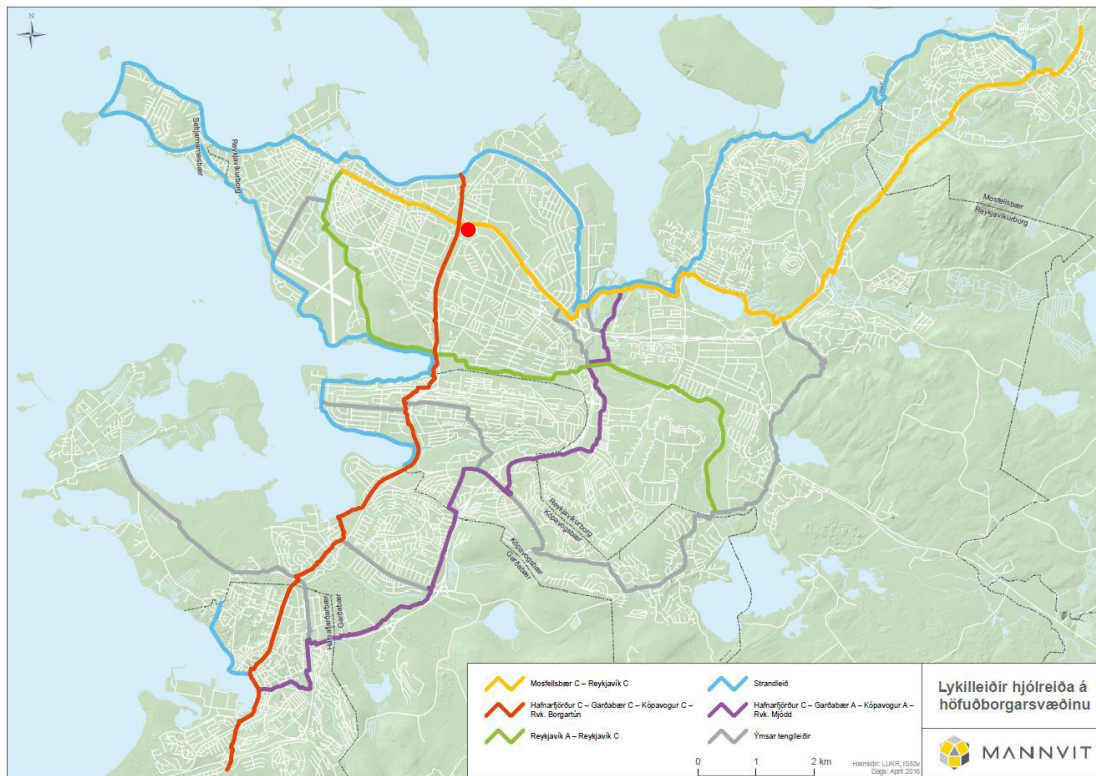 N
Seltjarnarnesbær
Reykjavíkurborg
Mosfellsbær
Reykjavíkurborg
Reykjavíkurborg
Kópavogsbær
Kópavogsbær
Garðabær
Hafnarfjarðarbær
Garðabær
Mosfellsbær C – Reykjavík C
Hafnarfjörður C – Garðabær C – Kópavogur C –
Rvk. Borgartún
Reykjavík A – Reykjavík C
Strandleið
Hafnarfjörður C – Garðabær A – Kópavogur A –
Rvk. Mjódd
Ýmsar tengileiðir
0 1 2 km
Heimildir: LUKR, IS50v
Dags: Apríl 2016
Lykilleiðir hjólreiða á
höfuðborgarsvæðinu
MANNVIT